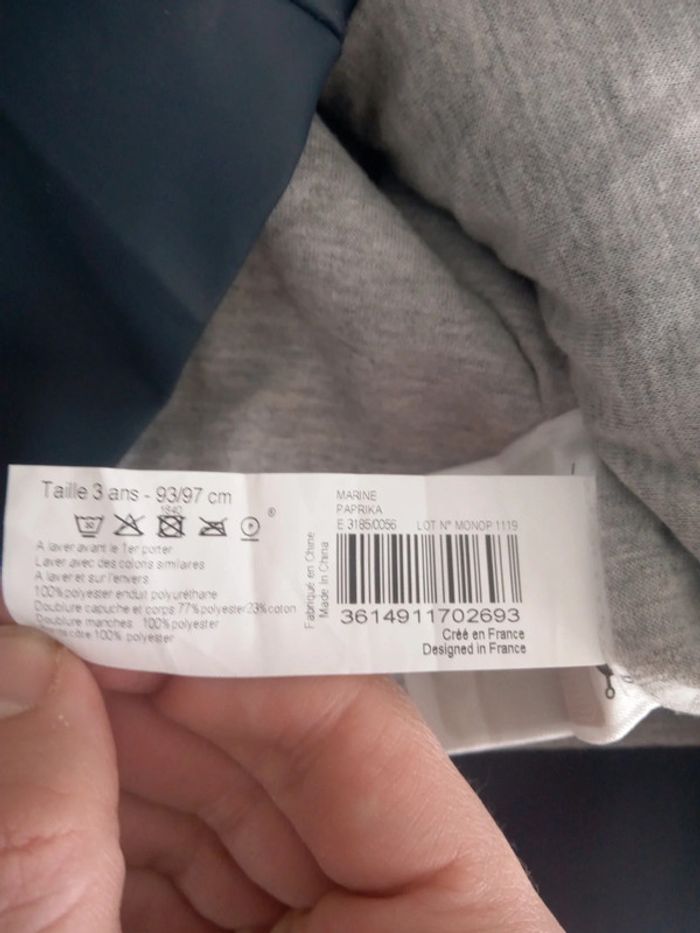 Taille 3 ans - 93/97 cm
1840
30
P
®
A laver avant le 1er porter
Laver avec des coloris similaires
A laver et sur l'envers
100% polyester enduit polyuréthane
Doublure capuche et corps 77% polyester 23% coton
Doublure manches 100% polyester
côte 100% polyester
Fabriqué en Chine
Made in China
MARINE
PAPRIKA
E 3185/0056 LOT N° MONOP 1119
3614911702693
Créé en France
Designed in France